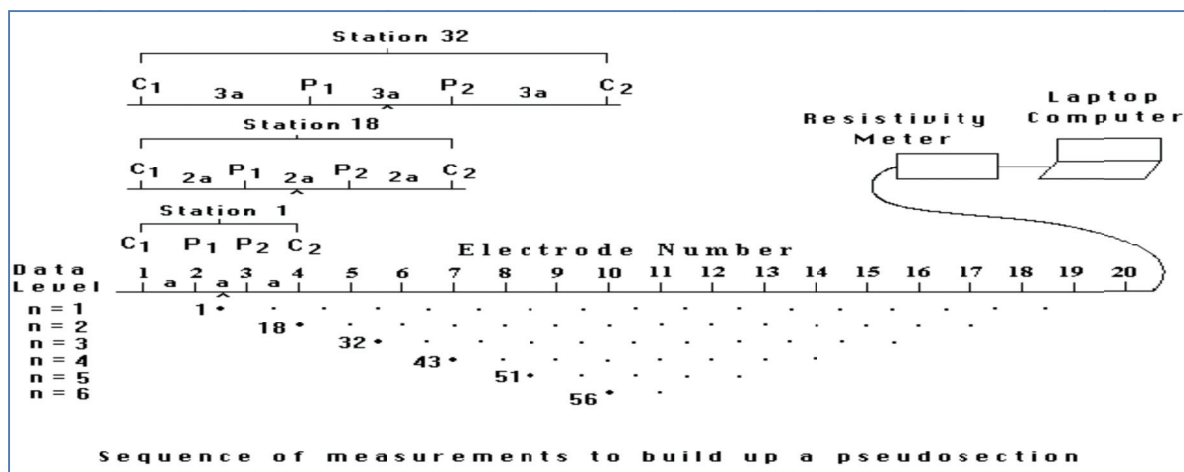 Station 32
C1 3a P1 3a P2 3a C2
Station 18
C1 2a P1 2a P2 2a C2
Resistivity Meter
Laptop Computer
Station 1
C1 P1 P2 C2
Electrode Number
Data Level
1 2 3 4 5 6 7 8 9 10 11 12 13 14 15 16 17 18 19 20
a a a
n = 1 1
n = 2 18
n = 3 32
n = 4 43
n = 5 51
n = 6 56
Sequence of measurements to build up a pseudosection